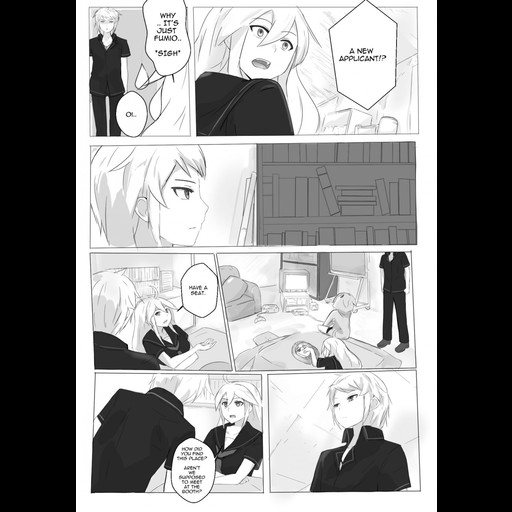 WHY
.. IT'S
JUST
FUMIO..
*SIGH*
OI..
A NEW
APPLICANT!?
HAVE A
SEAT.
HOW DID
YOU FIND
THIS PLACE?
AREN'T
WE
SUPPOSED
TO MEET
AT THE
BOOTH?